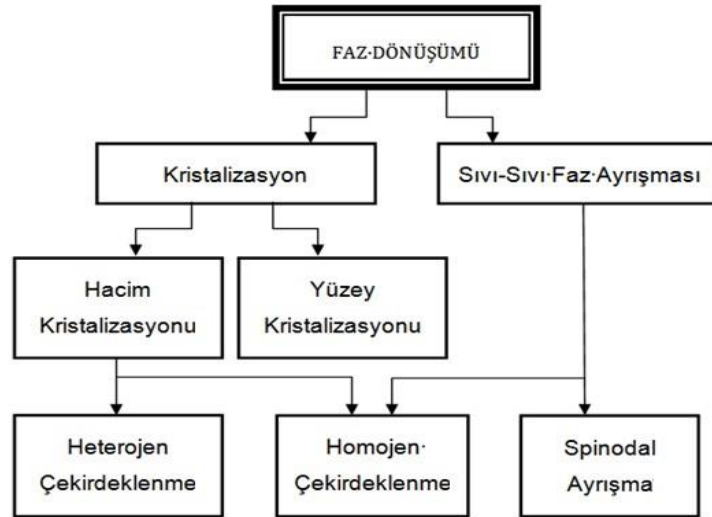 FAZ·DÖNÜŞÜMÜ
Kristalizasyon
Sıvı-Sıvı·Faz·Ayrışması
Hacim
Kristalizasyonu
Yüzey
Kristalizasyonu
Heterojen
Çekirdeklenme
Homojen·
Çekirdeklenme
Spinodal
Ayrışma